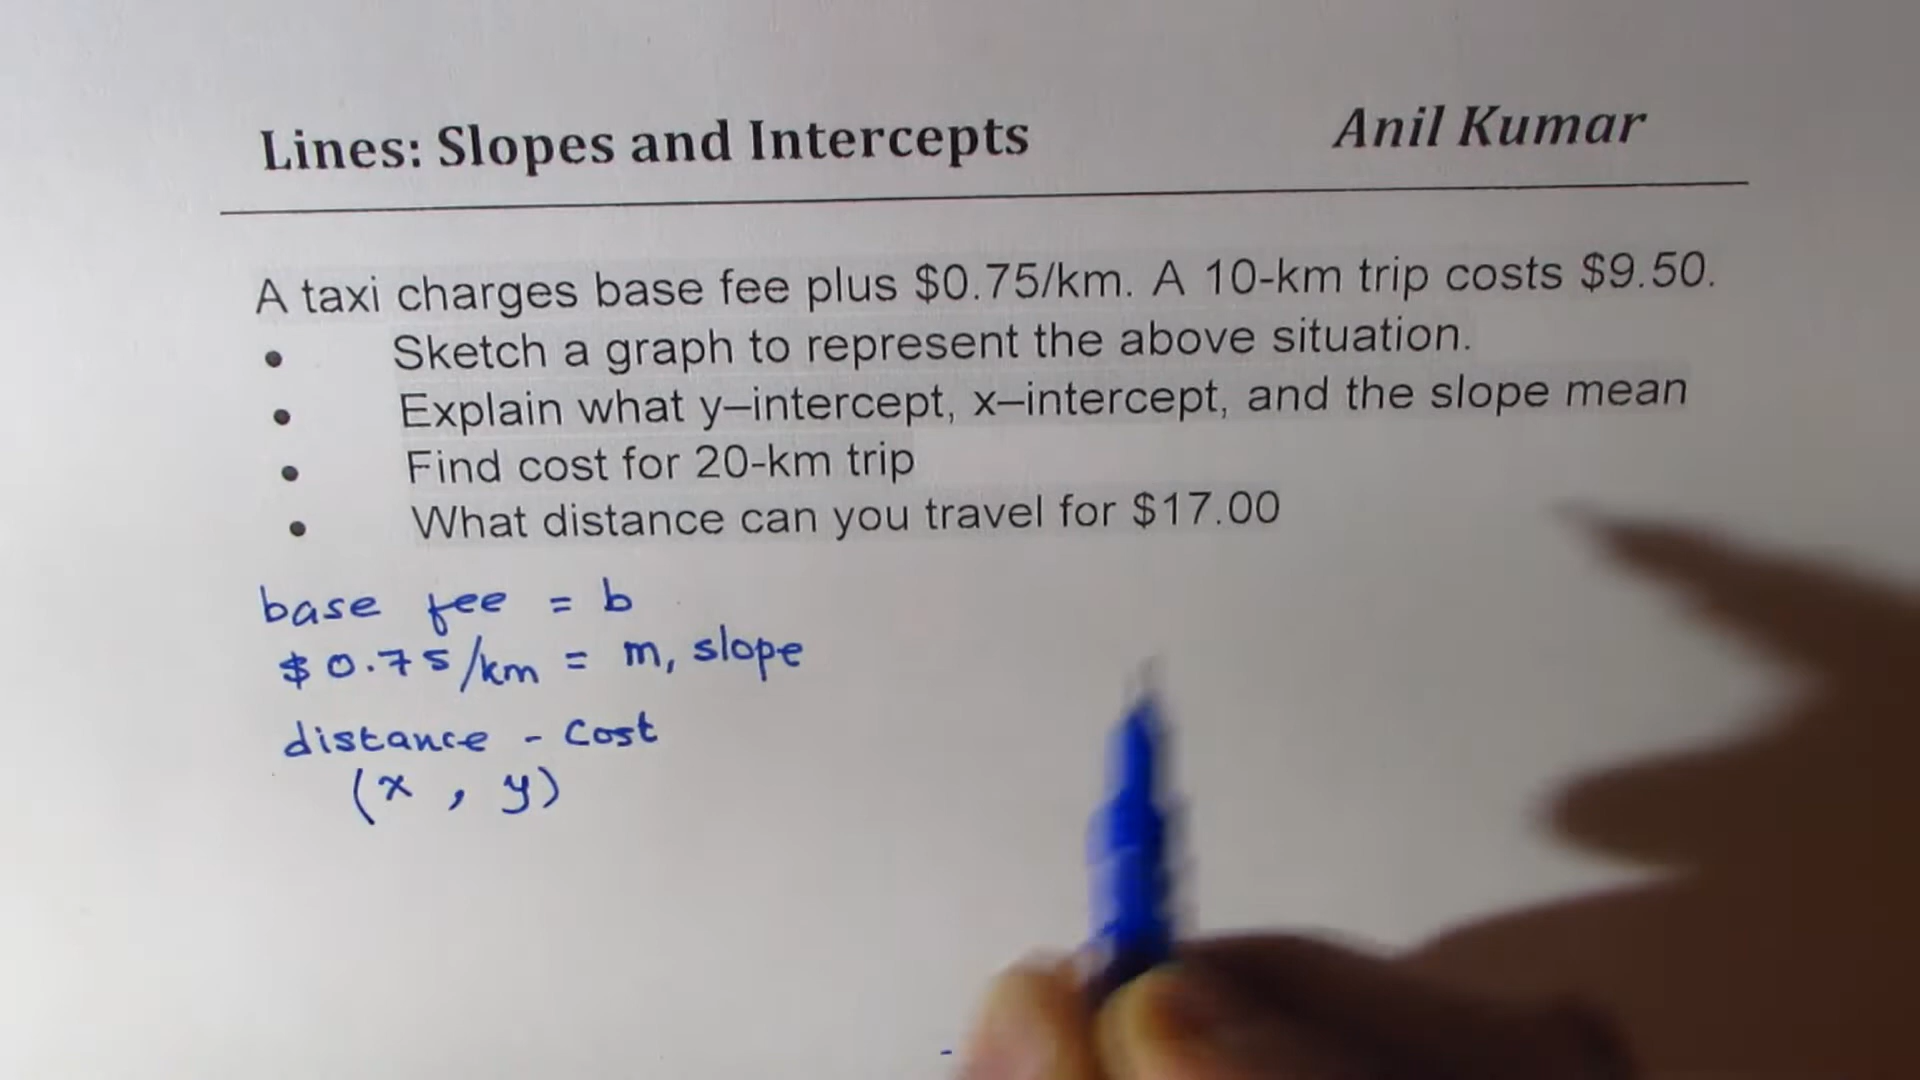 Lines: Slopes and Intercepts Anil Kumar
A taxi charges base fee plus $0.75/km. A 10-km trip costs $9.50.
• Sketch a graph to represent the above situation.
• Explain what y–intercept, x–intercept, and the slope mean
• Find cost for 20-km trip
• What distance can you travel for $17.00
base fee = b
$0.75/km = m, slope
distance - Cost
(x , y)